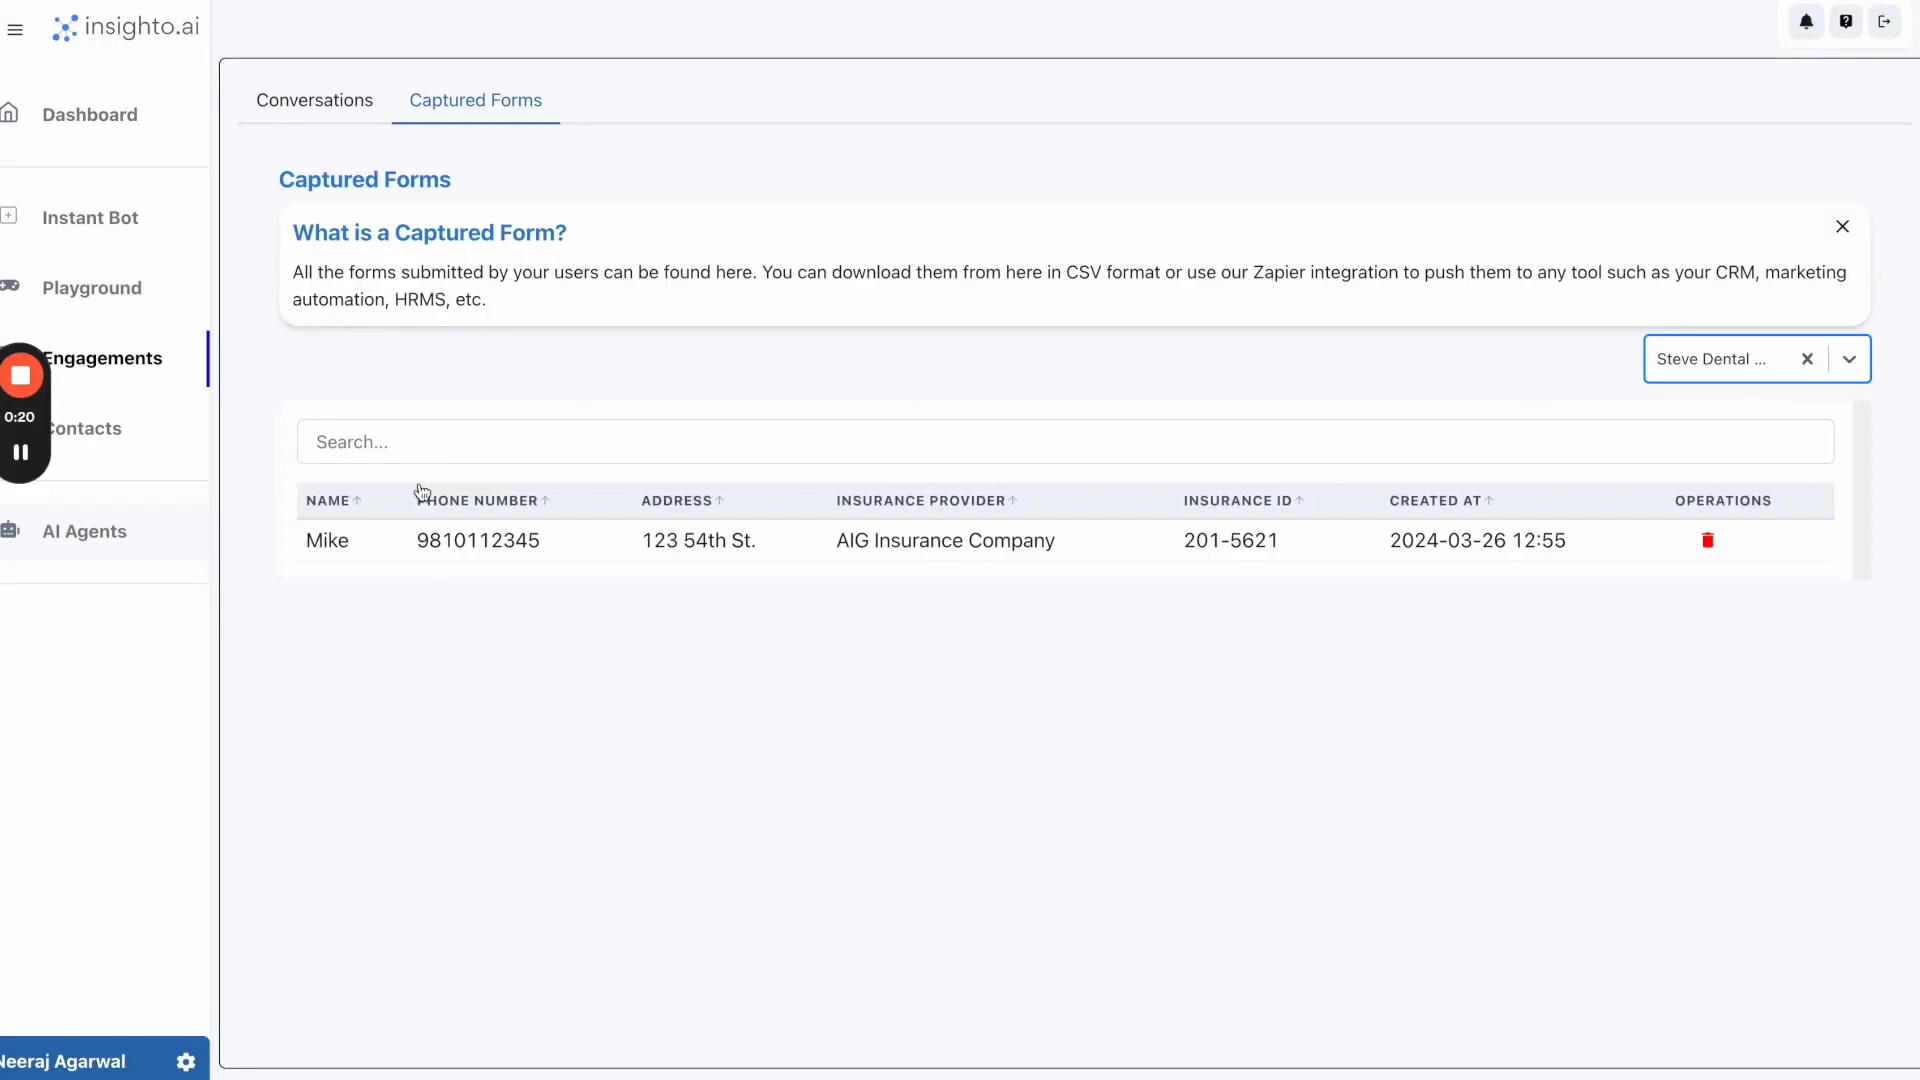 insighto.ai
Dashboard
Instant Bot
Playground
Engagements
0:20
Contacts
AI Agents
Neeraj Agarwal
Conversations
Captured Forms
Captured Forms
What is a Captured Form?
All the forms submitted by your users can be found here. You can download them from here in CSV format or use our Zapier integration to push them to any tool such as your CRM, marketing
automation, HRMS, etc.
Steve Dental ...
Search...
NAME PHONE NUMBER ADDRESS INSURANCE PROVIDER INSURANCE ID CREATED AT OPERATIONS
Mike 9810112345 123 54th St. AIG Insurance Company 201-5621 2024-03-26 12:55